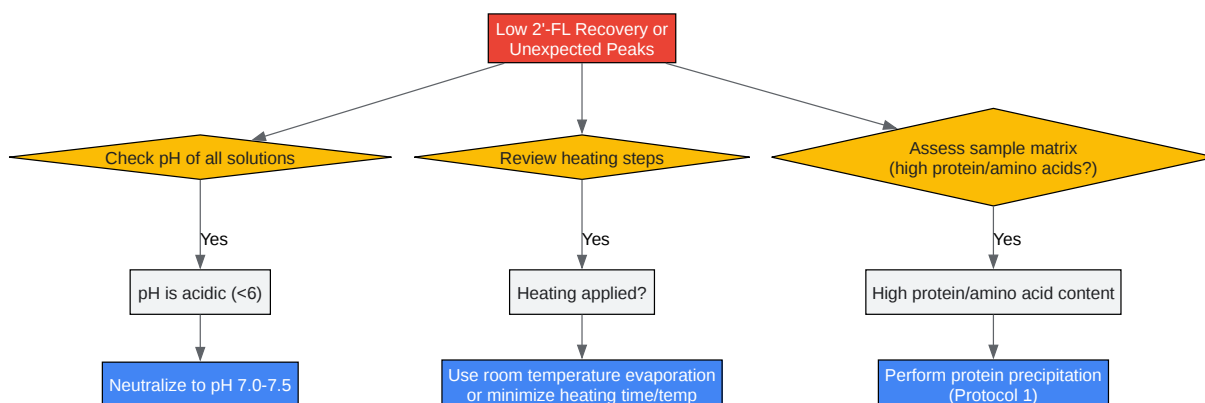 Low 2'-FL Recovery or
Unexpected Peaks
Check pH of all solutions
Review heating steps
Assess sample matrix
(high protein/amino acids?)
Yes
Yes
Yes
pH is acidic (<6)
Heating applied?
High protein/amino acid content
Neutralize to pH 7.0-7.5
Use room temperature evaporation
or minimize heating time/temp
Perform protein precipitation
(Protocol 1)